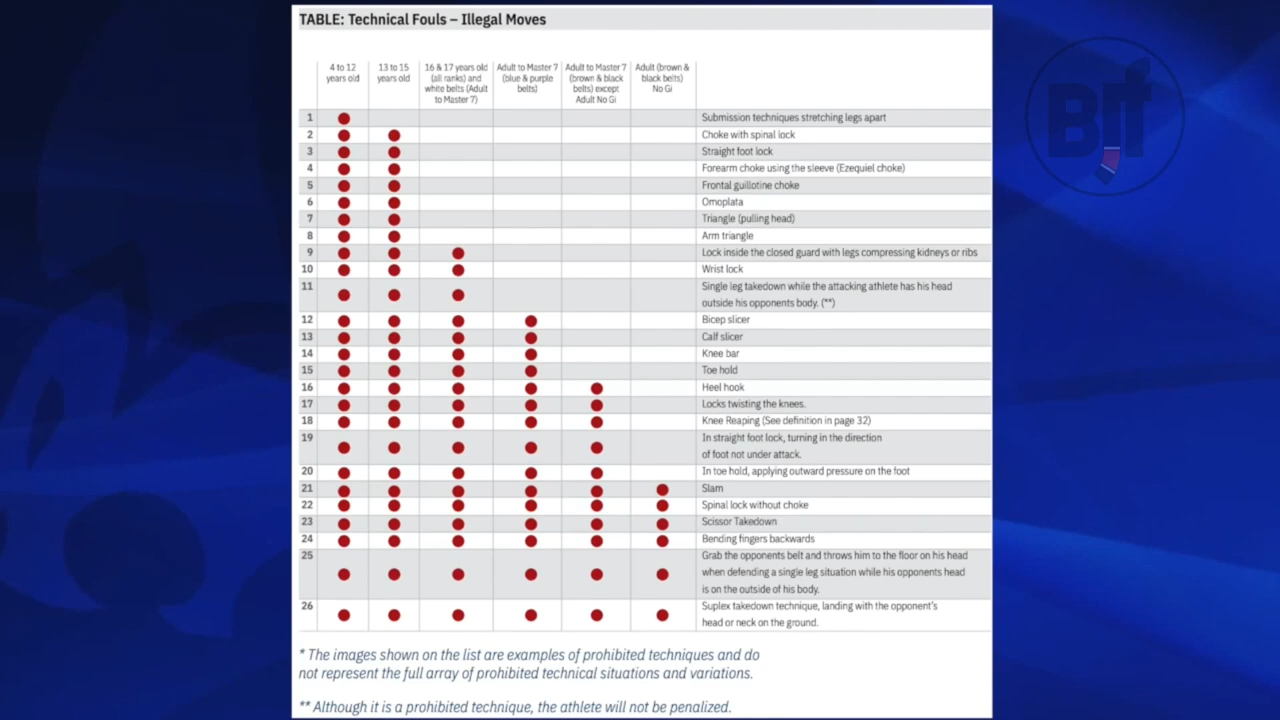 TABLE: Technical Fouls – Illegal Moves
4 to 12
years old
13 to 15
years old
16 & 17 years old
(all ranks) and
white belts (Adult
to Master 7)
Adult to Master 7
(blue & purple
belts)
Adult to Master 7
(brown & black
belts) except
Adult No Gi
Adult (brown &
black belts)
No Gi
1 Submission techniques stretching legs apart
2 Choke with spinal lock
3 Straight foot lock
4 Forearm choke using the sleeve (Ezequiel choke)
5 Frontal guillotine choke
6 Omoplata
7 Triangle (pulling head)
8 Arm triangle
9 Lock inside the closed guard with legs compressing kidneys or ribs
10 Wrist lock
11 Single leg takedown while the attacking athlete has his head
outside his opponents body. (**)
12 Bicep slicer
13 Calf slicer
14 Knee bar
15 Toe hold
16 Heel hook
17 Locks twisting the knees.
18 Knee Reaping (See definition in page 32)
19 In straight foot lock, turning in the direction
of foot not under attack.
20 In toe hold, applying outward pressure on the foot
21 Slam
22 Spinal lock without choke
23 Scissor Takedown
24 Bending fingers backwards
25 Grab the opponents belt and throws him to the floor on his head
when defending a single leg situation while his opponents head
is on the outside of his body.
26 Suplex takedown technique, landing with the opponent's
head or neck on the ground.
* The images shown on the list are examples of prohibited techniques and do
not represent the full array of prohibited technical situations and variations.
** Although it is a prohibited technique, the athlete will not be penalized.
BJJ